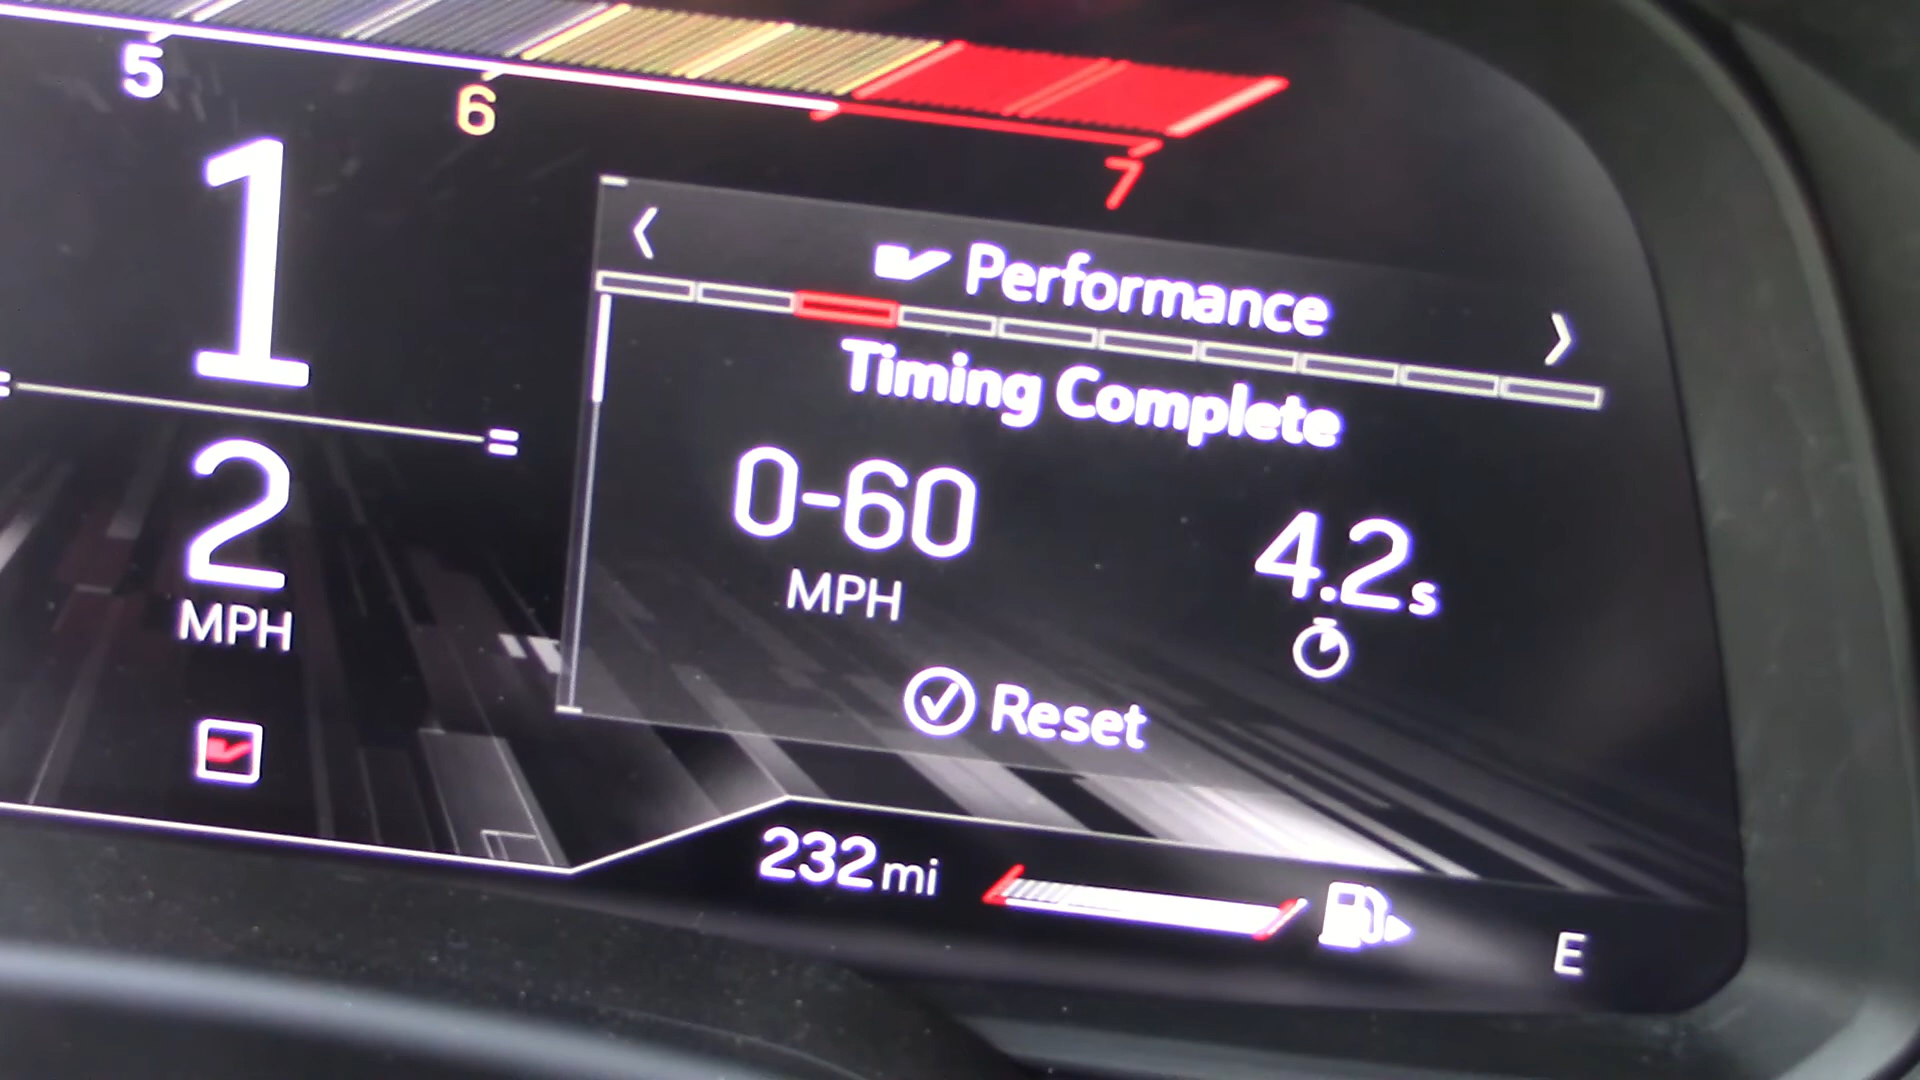 5
6
7
1
2
MPH
Performance
Timing Complete
0-60
MPH
4.2s
Reset
232mi
E